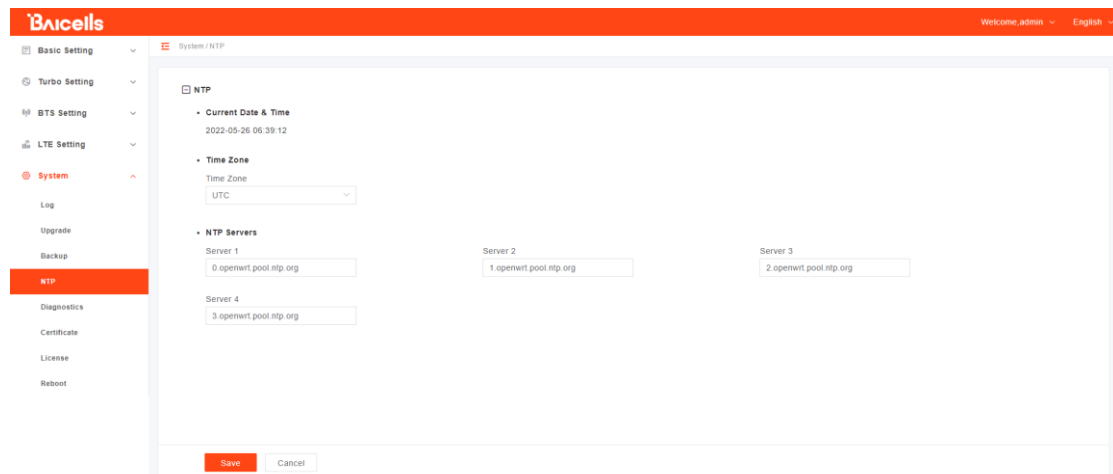 Baicells
Welcome,admin
English
Basic Setting
Turbo Setting
BTS Setting
LTE Setting
System
Log
Upgrade
Backup
NTP
Diagnostics
Certificate
License
Reboot
System / NTP
NTP
Current Date & Time
2022-05-26 06:39:12
Time Zone
Time Zone
UTC
NTP Servers
Server 1
Server 2
Server 3
0.openwrt.pool.ntp.org
1.openwrt.pool.ntp.org
2.openwrt.pool.ntp.org
Server 4
3.openwrt.pool.ntp.org
Save
Cancel